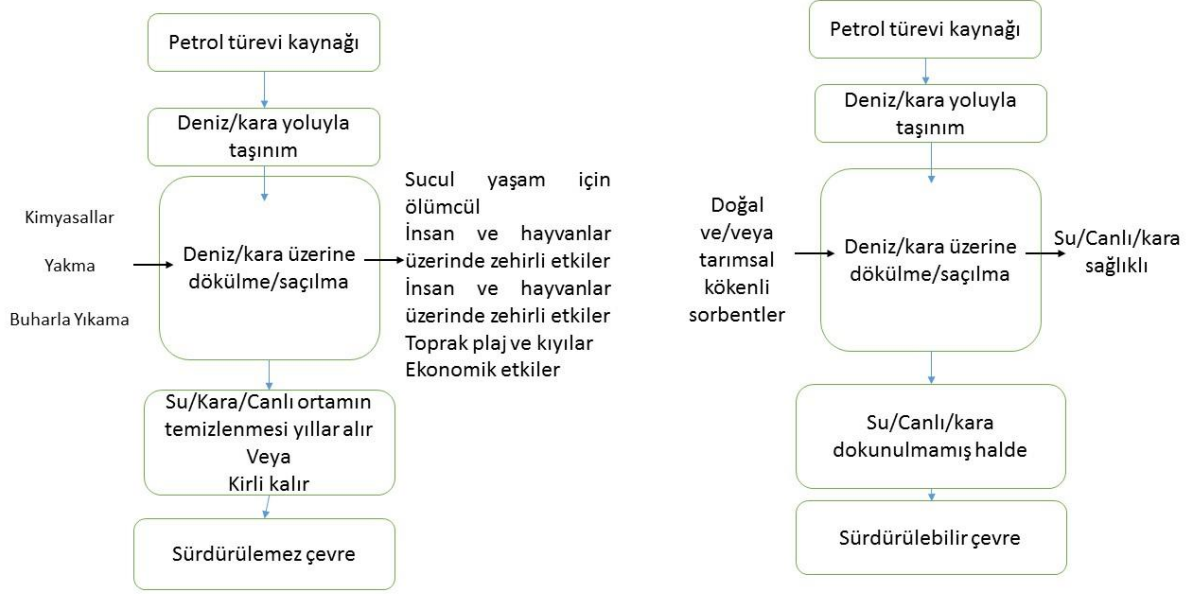 Petrol türevi kaynağı
Deniz/kara yoluyla
taşınım
Kimyasallar
Yakma
Buharla Yıkama
Deniz/kara üzerine
dökülme/saçılma
Sucul yaşam için
ölümcül
İnsan ve hayvanlar
üzerinde zehirli etkiler
İnsan ve hayvanlar
üzerinde zehirli etkiler
Toprak plaj ve kıyılar
Ekonomik etkiler
Su/Kara/Canlı ortamın
temizlenmesi yıllar alır
Veya
Kirli kalır
Sürdürülemez çevre
Petrol türevi kaynağı
Deniz/kara yoluyla
taşınım
Doğal
ve/veya
tarımsal
kökenli
sorbentler
Deniz/kara üzerine
dökülme/saçılma
Su/Canlı/kara
sağlıklı
Su/Canlı/kara
dokunulmamış halde
Sürdürülebilir çevre